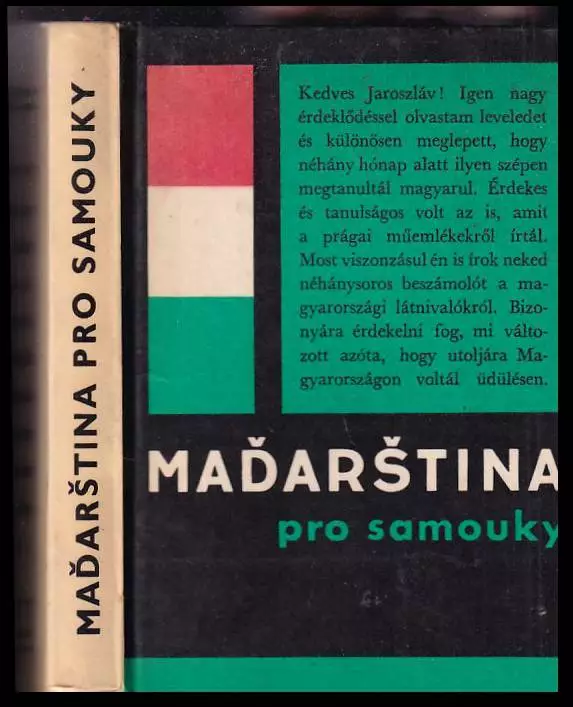 MAĎARŠTINA PRO SAMOUKY
Kedves Jaroszláv! Igen nagy
érdeklődéssel olvastam leveledet
és különösen meglepett, hogy
néhány hónap alatt ilyen szépen
megtanultál magyarul. Érdekes
és tanulságos volt az is, amit
a prágai műemlékekről írtál.
Most viszonzásul én is írok neked
néhánysoros beszámolót a ma-
gyarországi látnivalókról. Bizo-
nyára érdekelni fog, mi válto-
zott azóta, hogy utoljára Ma-
gyarországon voltál üdülésen.
MAĎARŠTINA
pro samouky